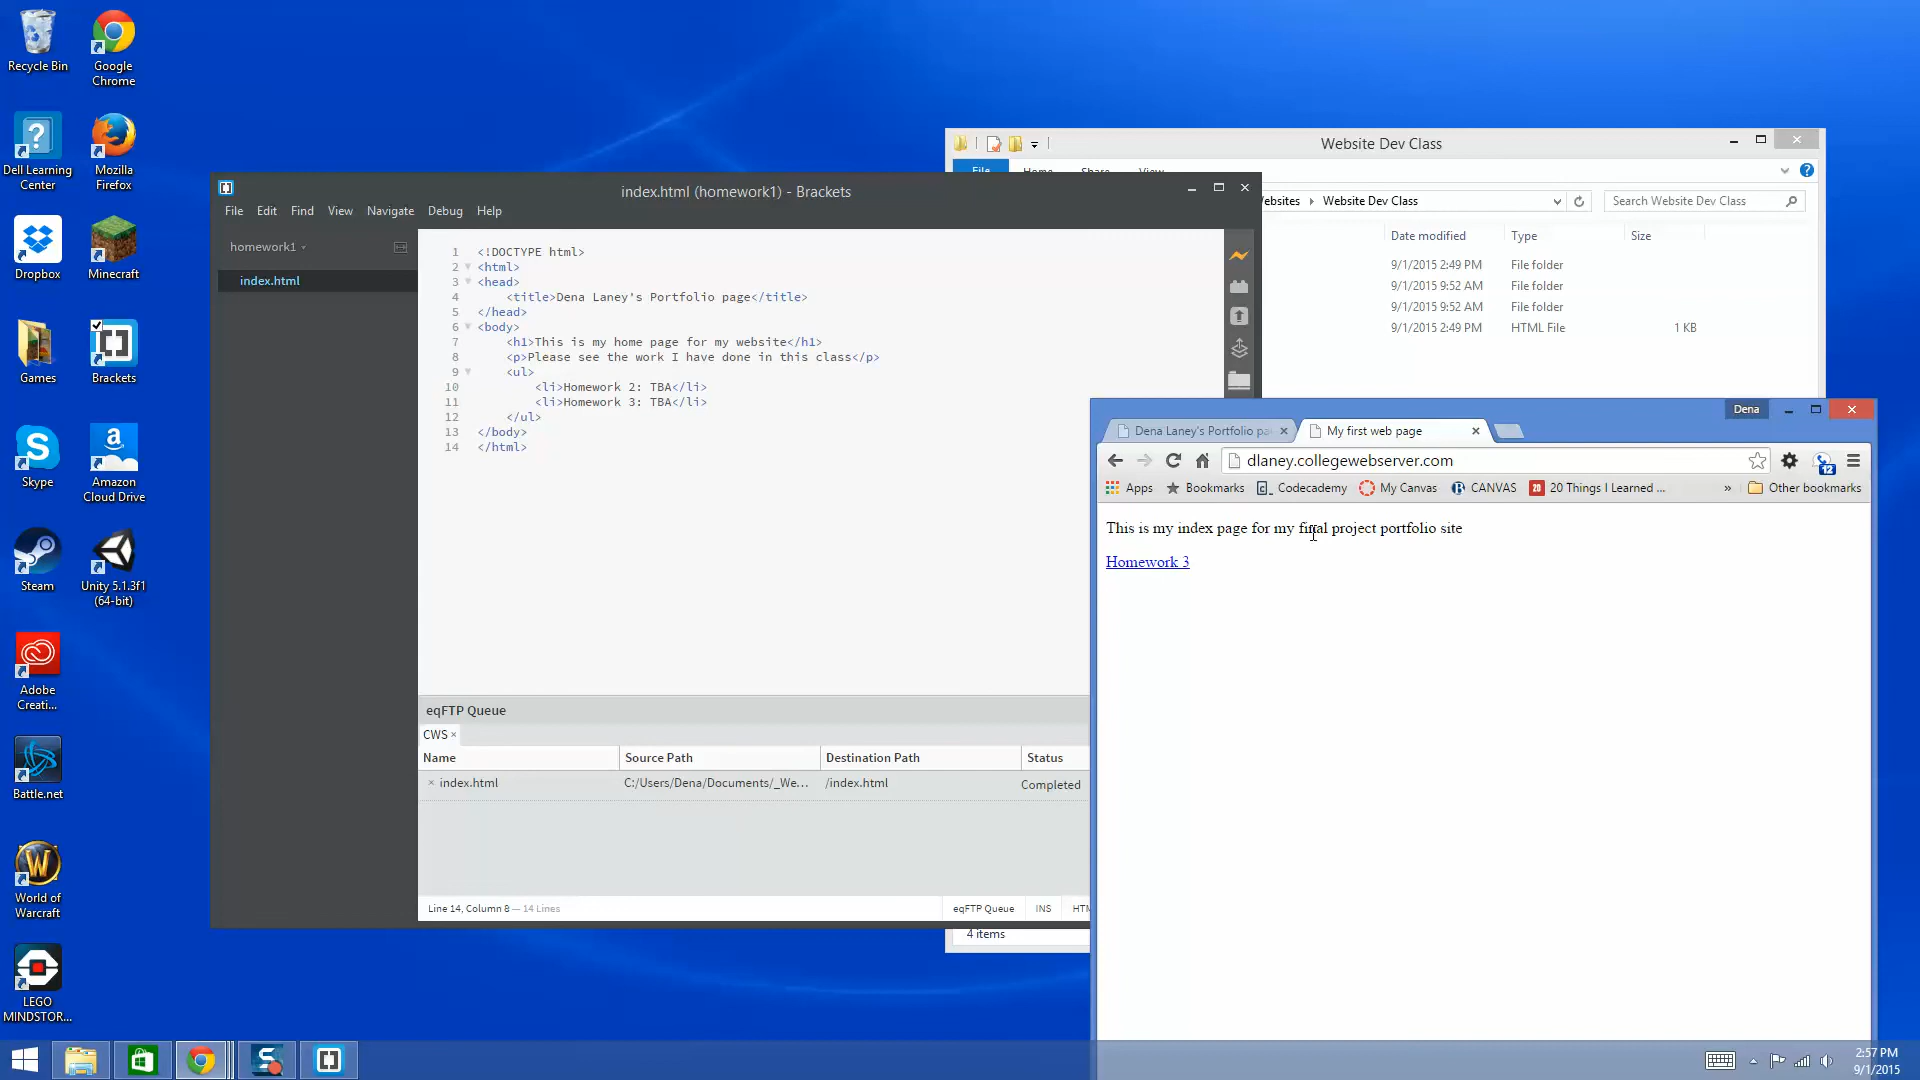 Recycle Bin
Google
Chrome
Dell Learning
Center
Mozilla
Firefox
Dropbox
Minecraft
Games
Brackets
Skype
Amazon
Cloud Drive
Steam
Unity 5.1.3f1
(64-bit)
Adobe
Creati...
Battle.net
World of
Warcraft
LEGO
MINDSTOR...
Website Dev Class
File Home Share View
Website Dev Class
Search Website Dev Class
Date modified Type Size
9/1/2015 2:49 PM File folder
9/1/2015 9:52 AM File folder
9/1/2015 9:52 AM File folder
9/1/2015 2:49 PM HTML File 1 KB
4 items
index.html (homework1) - Brackets
File Edit Find View Navigate Debug Help
homework1
index.html
1 <!DOCTYPE html>
2 <html>
3 <head>
4 <title>Dena Laney's Portfolio page</title>
5 </head>
6 <body>
7 <h1>This is my home page for my website</h1>
8 <p>Please see the work I have done in this class</p>
9 <ul>
10 <li>Homework 2: TBA</li>
11 <li>Homework 3: TBA</li>
12 </ul>
13 </body>
14 </html>
eqFTP Queue
CWS ×
Name Source Path Destination Path Status
× index.html C:/Users/Dena/Documents/_We... /index.html Completed
Line 14, Column 8 — 14 Lines
eqFTP Queue INS HTM
Dena
Dena Laney's Portfolio pa
My first web page
dlaney.collegewebserver.com
12
Apps Bookmarks Codecademy My Canvas CANVAS 20 Things I Learned ... » Other bookmarks
This is my index page for my final project portfolio site
Homework 3
2:57 PM
9/1/2015